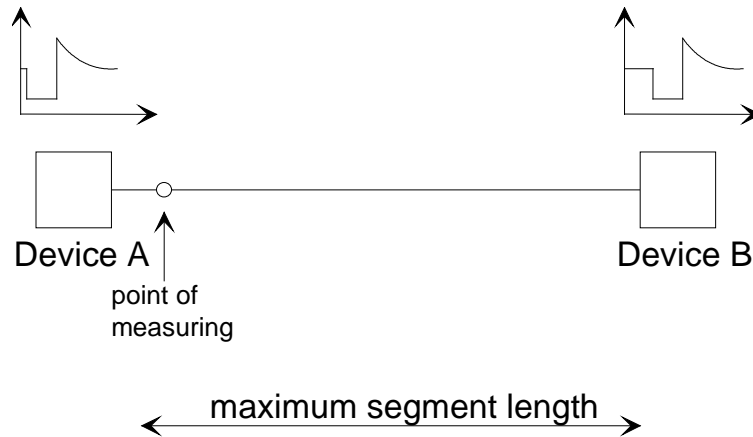 Device A
Device B
point of
measuring
maximum segment length